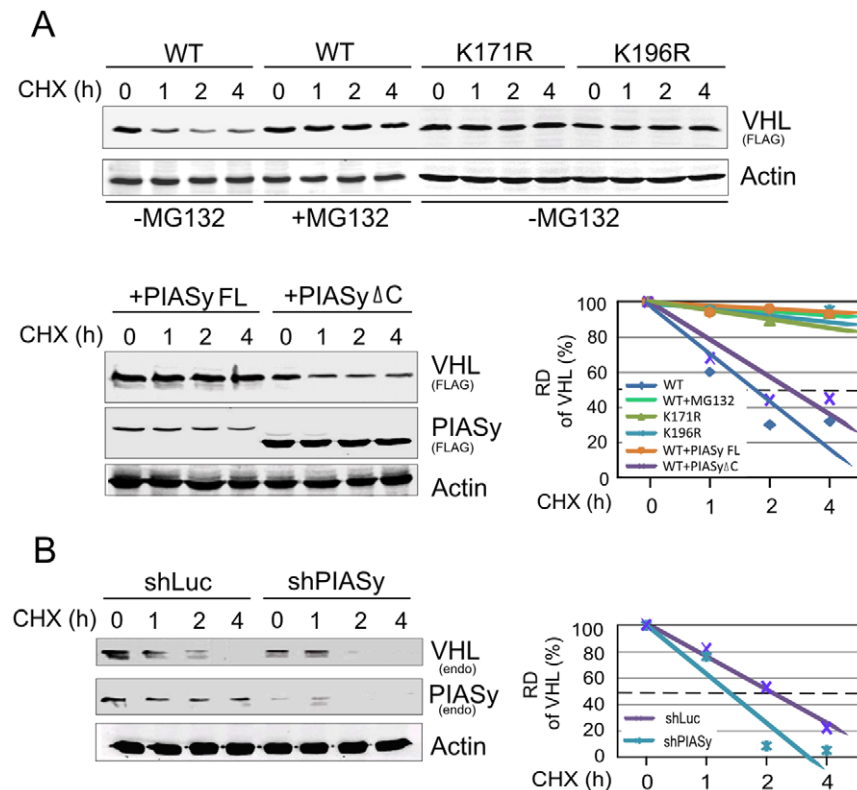 A
WT WT K171R K196R
CHX (h) 0 1 2 4 0 1 2 4 0 1 2 4 0 1 2 4
VHL
(FLAG)
Actin
-MG132 +MG132 -MG132
+PIASy FL +PIASyΔC
CHX (h) 0 1 2 4 0 1 2 4
VHL
(FLAG)
PIASy
(FLAG)
Actin
RD
of VHL (%)
100
80
60
40
20
0
WT
WT+MG132
K171R
K196R
WT+PIASy FL
WT+PIASyΔC
CHX (h) 0 1 2 4
B
shLuc shPIASy
CHX (h) 0 1 2 4 0 1 2 4
VHL
(endo)
PIASy
(endo)
Actin
RD
of VHL (%)
100
80
60
40
20
0
shLuc
shPIASy
CHX (h) 0 1 2 4